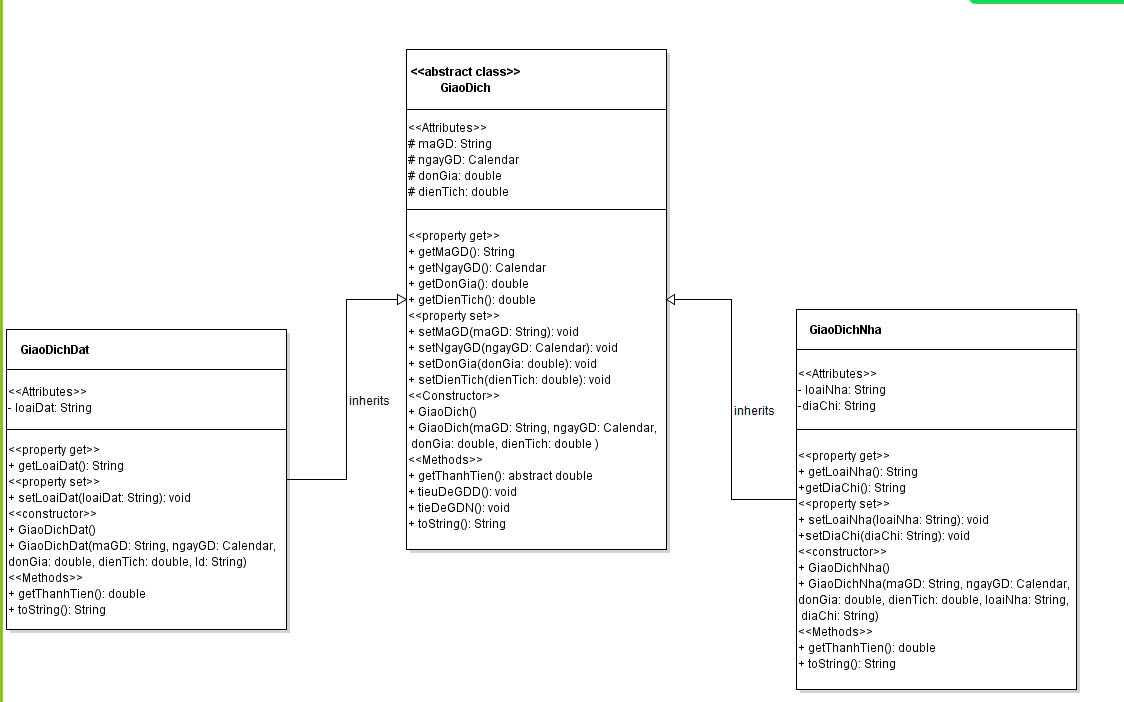 <<abstract class>>
GiaoDich
<<Attributes>>
# maGD: String
# ngayGD: Calendar
# donGia: double
# dienTich: double
<<property get>>
+ getMaGD(): String
+ getNgayGD(): Calendar
+ getDonGia(): double
+ getDienTich(): double
<<property set>>
+ setMaGD(maGD: String): void
+ setNgayGD(ngayGD: Calendar): void
+ setDonGia(donGia: double): void
+ setDienTich(dienTich: double): void
<<Constructor>>
+ GiaoDich()
+ GiaoDich(maGD: String, ngayGD: Calendar,
donGia: double, dienTich: double )
<<Methods>>
+ getThanhTien(): abstract double
+ tieuDeGDD(): void
+ tieDeGDN(): void
+ toString(): String
inherits
inherits
GiaoDichDat
<<Attributes>>
- loaiDat: String
<<property get>>
+ getLoaiDat(): String
<<property set>>
+ setLoaiDat(loaiDat: String): void
<<constructor>>
+ GiaoDichDat()
+ GiaoDichDat(maGD: String, ngayGD: Calendar,
donGia: double, dienTich: double, ld: String)
<<Methods>>
+ getThanhTien(): double
+ toString(): String
GiaoDichNha
<<Attributes>>
- loaiNha: String
-diaChi: String
<<property get>>
+ getLoaiNha(): String
+getDiaChi(): String
<<property set>>
+ setLoaiNha(loaiNha: String): void
+setDiaChi(diaChi: String): void
<<constructor>>
+ GiaoDichNha()
+ GiaoDichNha(maGD: String, ngayGD: Calendar,
donGia: double, dienTich: double, loaiNha: String,
diaChi: String)
<<Methods>>
+ getThanhTien(): double
+ toString(): String